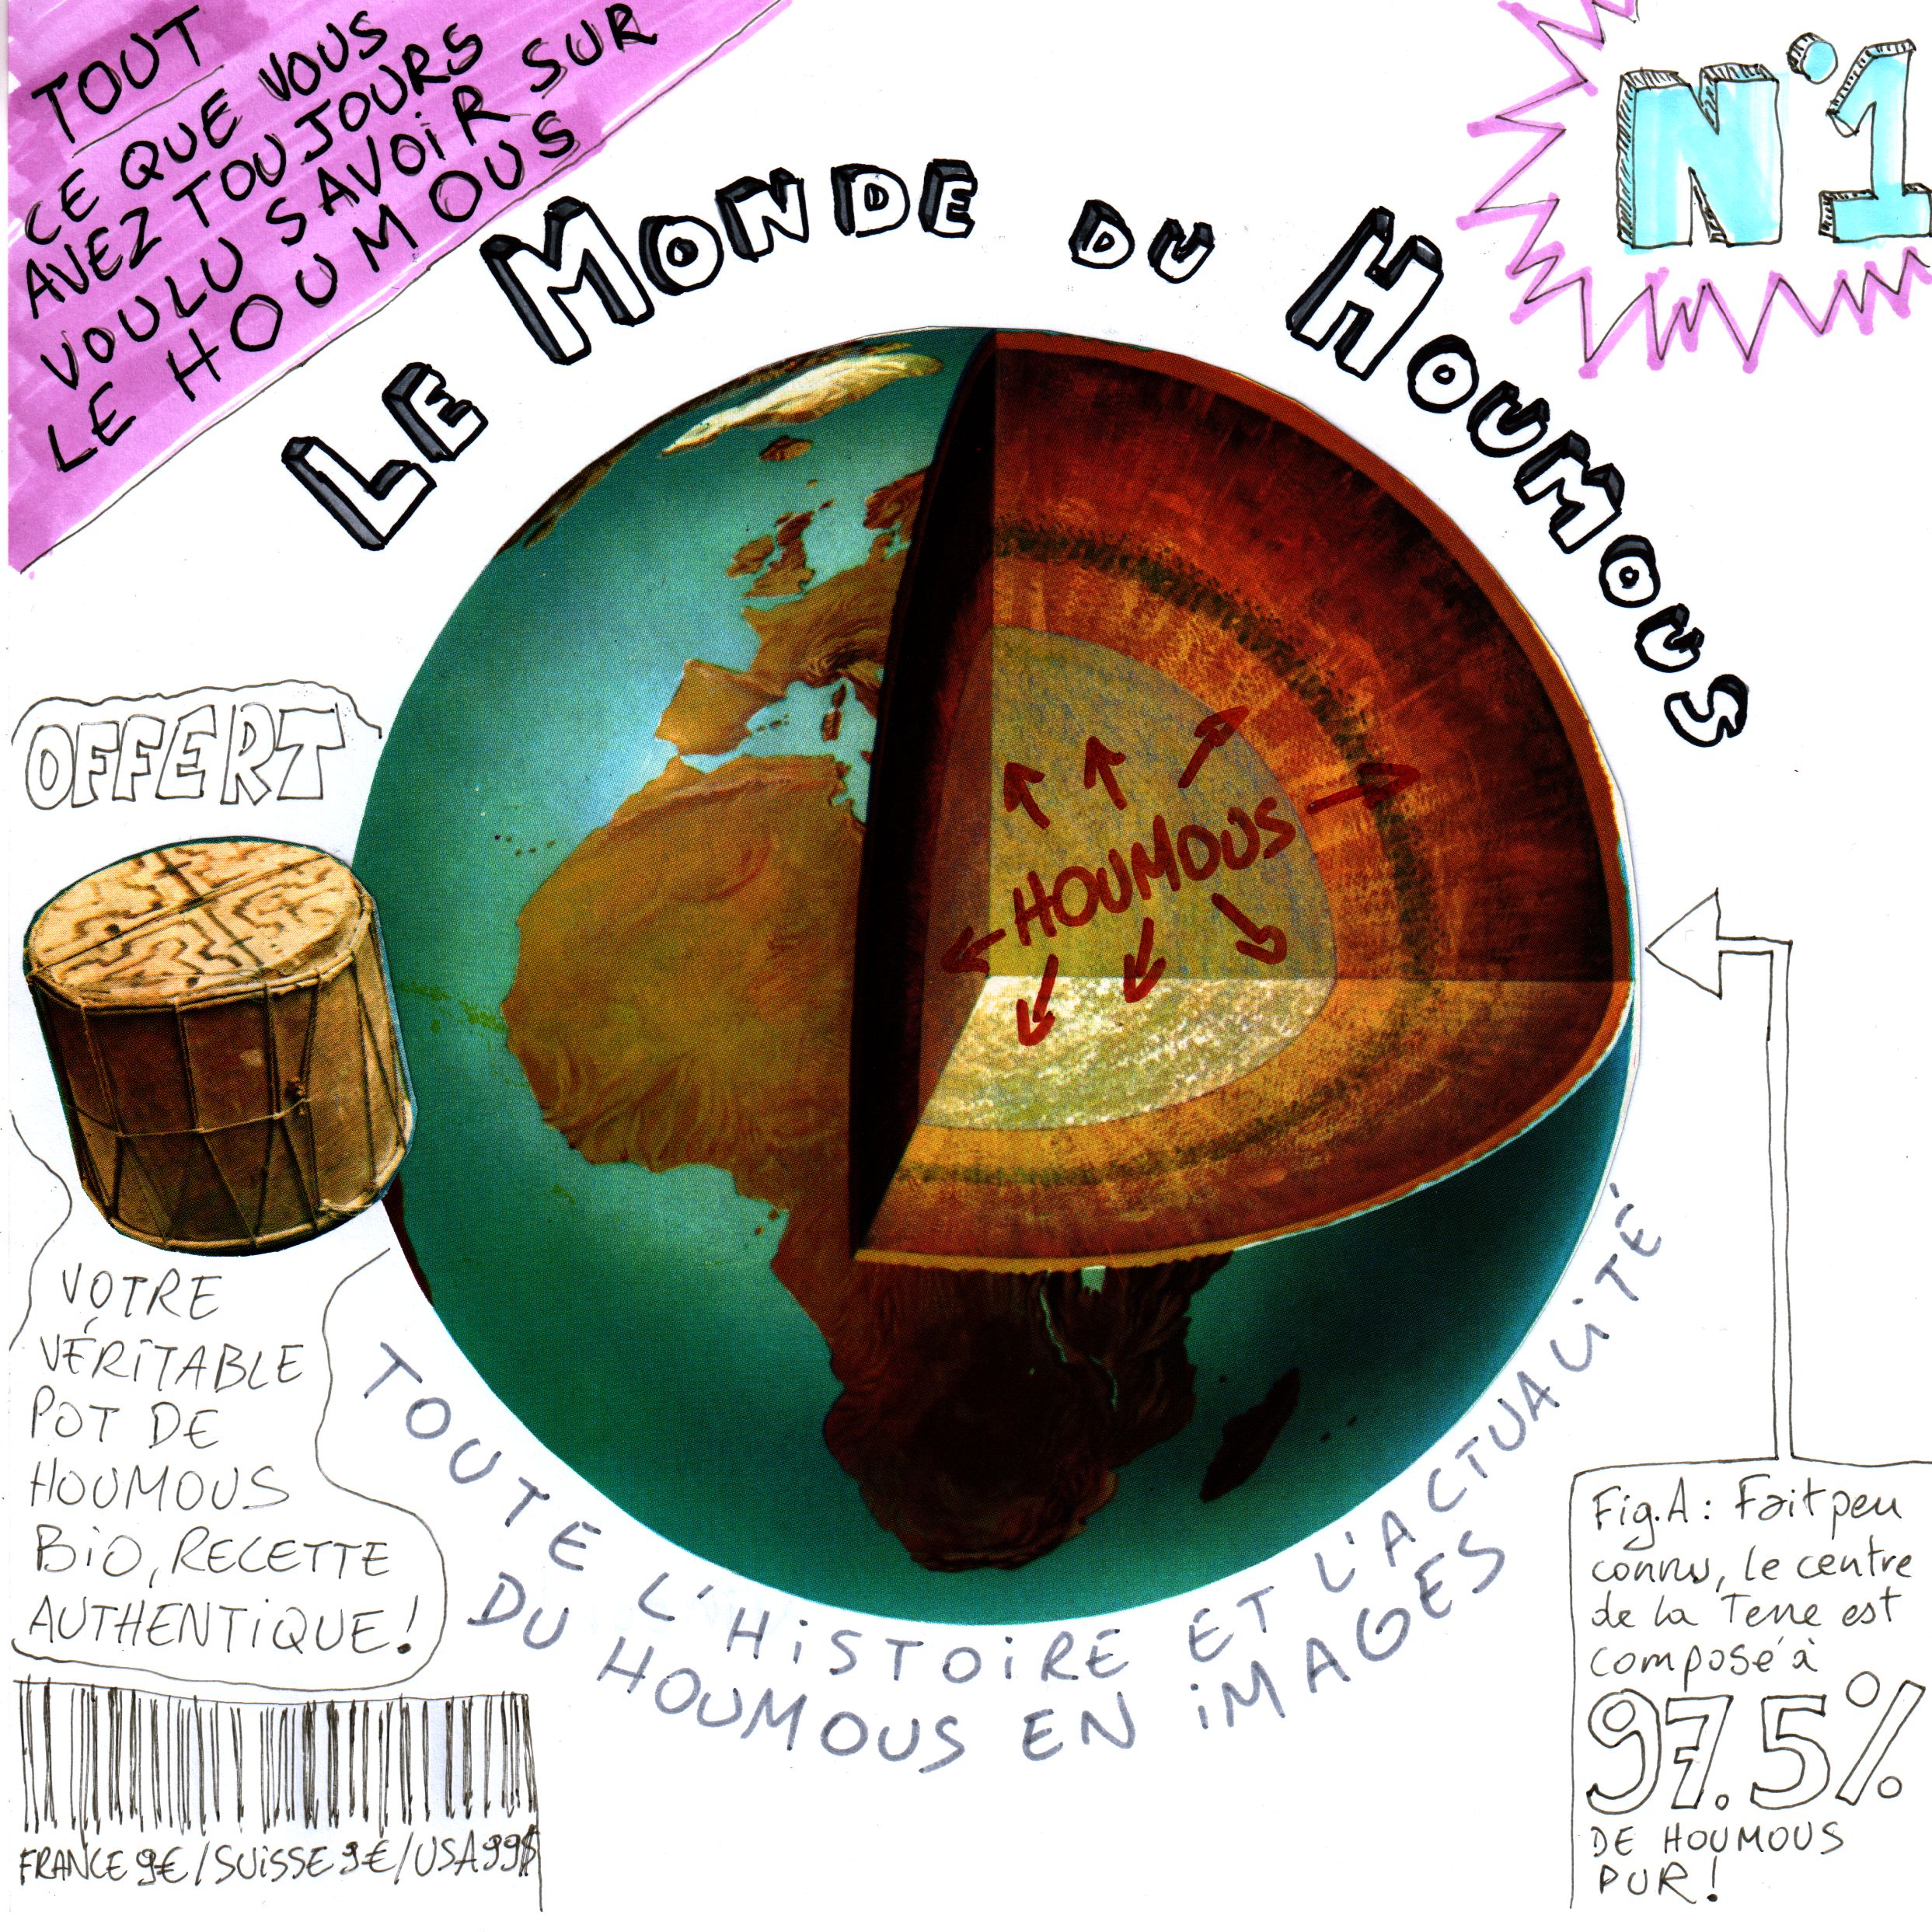 TOUT
CE QUE VOUS
AVEZ TOUJOURS
VOULU SAVOIR SUR
LE HOUMOUS
N°1
LE MONDE DU HOUMOUS
OFFERT
HOUMOUS
VOTRE
VÉRITABLE
POT DE
HOUMOUS
BIO, RECETTE
AUTHENTIQUE!
TOUTE L'HISTOIRE ET L'ACTUALITÉ
DU HOUMOUS EN IMAGES
Fig.A: Fait peu
connu, le centre
de la Terre est
composé à
97.5%
DE HOUMOUS
PUR!
FRANCE 9€/SUISSE 9€/USA 99$